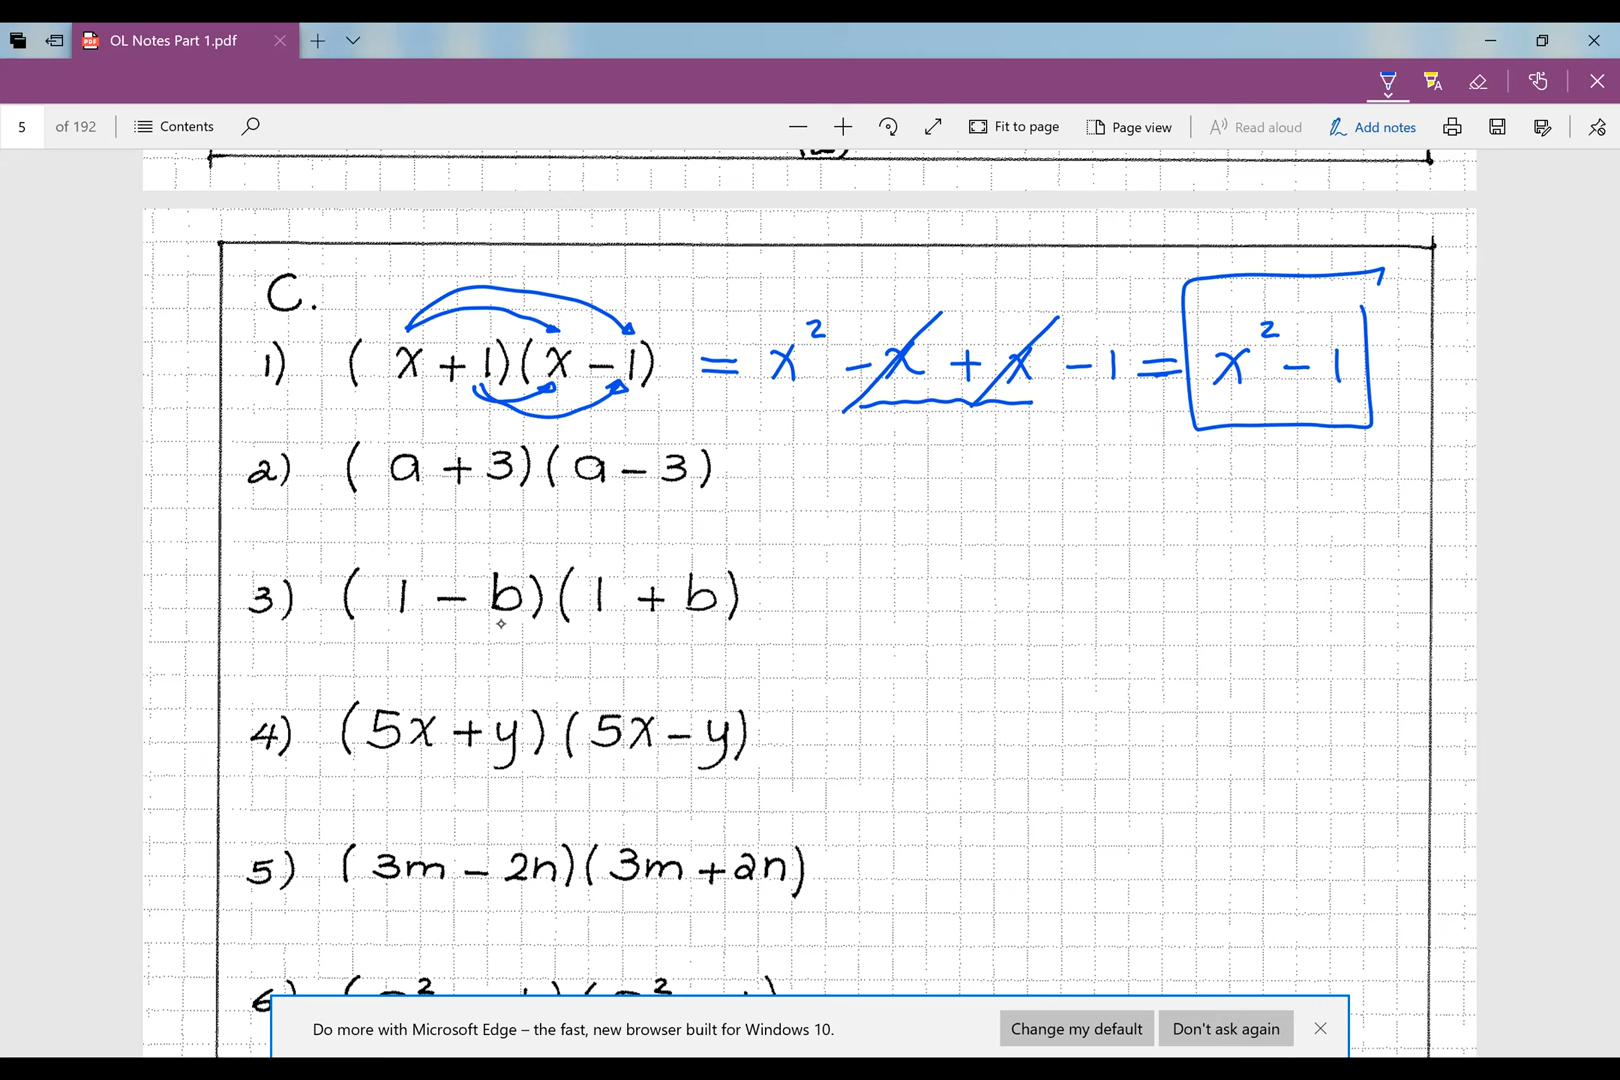 OL Notes Part 1.pdf
5 of 192 Contents Fit to page Page view Read aloud Add notes
C.
1) (x + 1)(x - 1) = x² - x + x - 1 = x² - 1
2) (a + 3)(a - 3)
3) (1 - b)(1 + b)
4) (5x + y)(5x - y)
5) (3m - 2n)(3m + 2n)
6)
Do more with Microsoft Edge – the fast, new browser built for Windows 10. Change my default Don't ask again